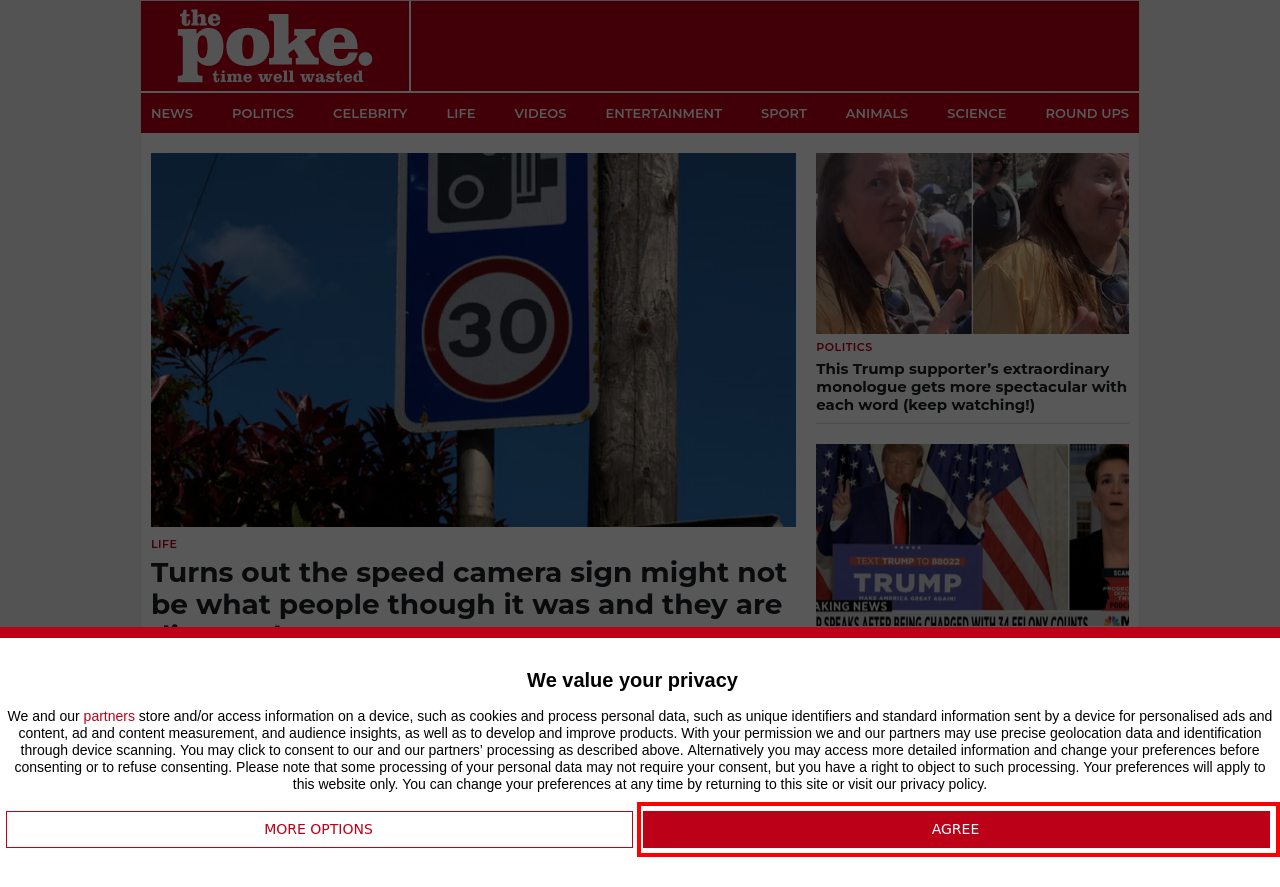 the
poke.
time well wasted
NEWS POLITICS CELEBRITY LIFE VIDEOS ENTERTAINMENT SPORT ANIMALS SCIENCE ROUND UPS
30
LIFE
Turns out the speed camera sign might not
be what people though it was and they are
POLITICS
This Trump supporter’s extraordinary
monologue gets more spectacular with
each word (keep watching!)
TEXT TRUMP TO 88022
TRUMP
MAKE AMERICA GREAT AGAIN!
AKING NEWS
P SPEAKS AFTER BEING CHARGED WITH 34 FELONY COUNTS
We value your privacy
We and our partners store and/or access information on a device, such as cookies and process personal data, such as unique identifiers and standard information sent by a device for personalised ads and
content, ad and content measurement, and audience insights, as well as to develop and improve products. With your permission we and our partners may use precise geolocation data and identification
through device scanning. You may click to consent to our and our partners’ processing as described above. Alternatively you may access more detailed information and change your preferences before
consenting or to refuse consenting. Please note that some processing of your personal data may not require your consent, but you have a right to object to such processing. Your preferences will apply to
this website only. You can change your preferences at any time by returning to this site or visit our privacy policy.
MORE OPTIONS AGREE